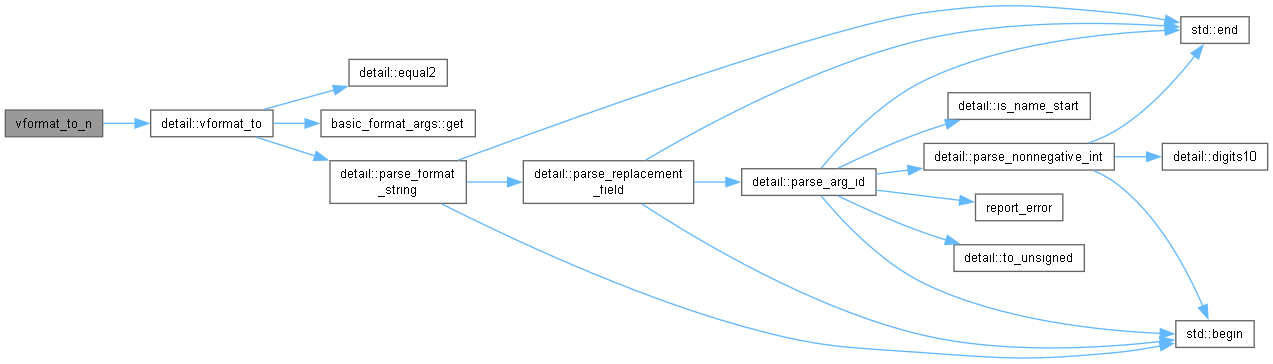 vformat_to_n
detail::vformat_to
detail::equal2
basic_format_args::get
detail::parse_format
_string
detail::parse_replacement
_field
detail::parse_arg_id
detail::is_name_start
detail::parse_nonnegative_int
report_error
detail::to_unsigned
std::end
detail::digits10
std::begin